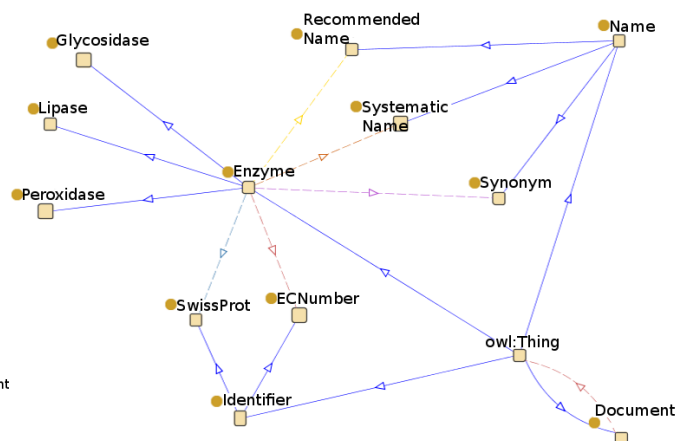 Recommended
Name
Name
Glycosidase
Lipase
Systematic
Name
Enzyme
Synonym
Peroxidase
SwissProt
ECNumber
owl:Thing
Identifier
Document